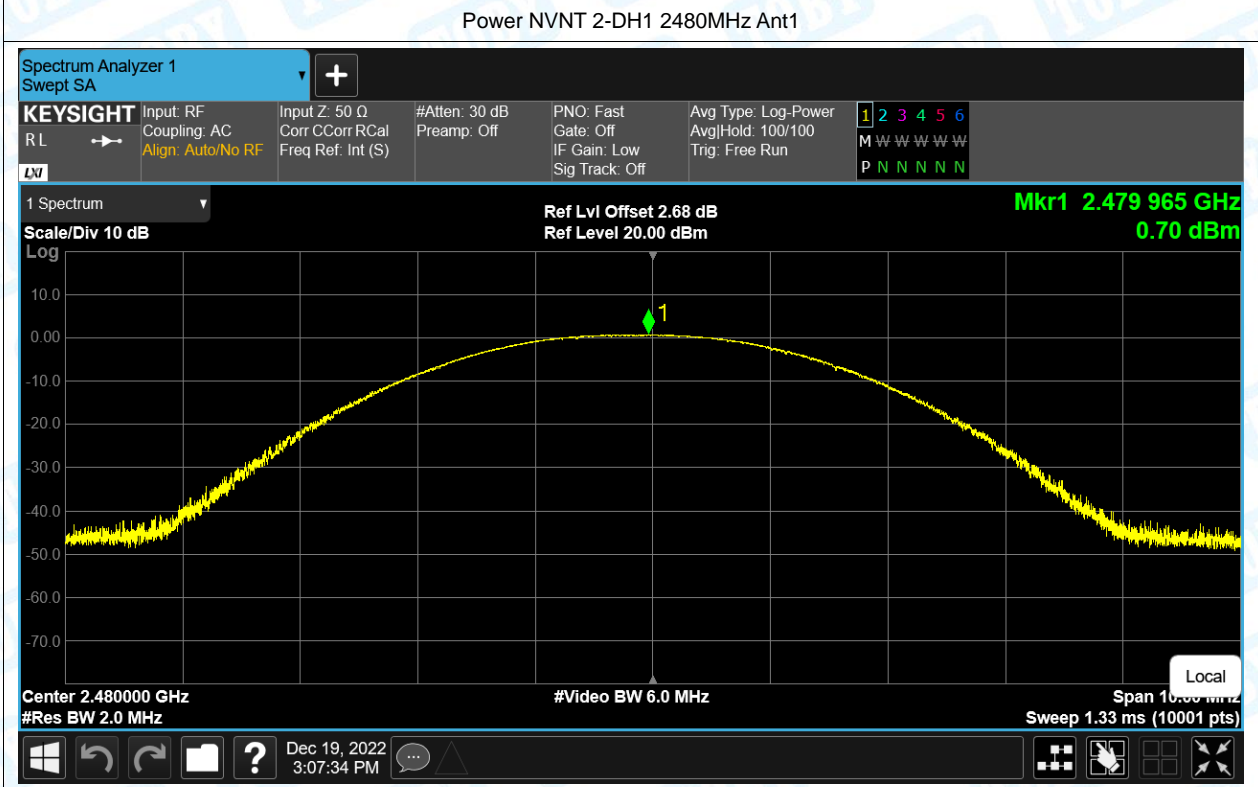 Power NVNT 2-DH1 2480MHz Ant1
Spectrum Analyzer 1
Swept SA
KEYSIGHT
R L
LXI
Input: RF
Coupling: AC
Align: Auto/No RF
Input Z: 50 Ω
Corr CCorr RCal
Freq Ref: Int (S)
#Atten: 30 dB
Preamp: Off
PNO: Fast
Gate: Off
IF Gain: Low
Sig Track: Off
Avg Type: Log-Power
Avg|Hold: 100/100
Trig: Free Run
1 2 3 4 5 6
M W W W W W
P N N N N N
1 Spectrum
Scale/Div 10 dB
Ref Lvl Offset 2.68 dB
Ref Level 20.00 dBm
Mkr1 2.479 965 GHz
0.70 dBm
Log
1
10.0
0.00
-10.0
-20.0
-30.0
-40.0
-50.0
-60.0
-70.0
Local
Center 2.480000 GHz
#Video BW 6.0 MHz
Span 10.00 MHz
#Res BW 2.0 MHz
Sweep 1.33 ms (10001 pts)
?
Dec 19, 2022
3:07:34 PM